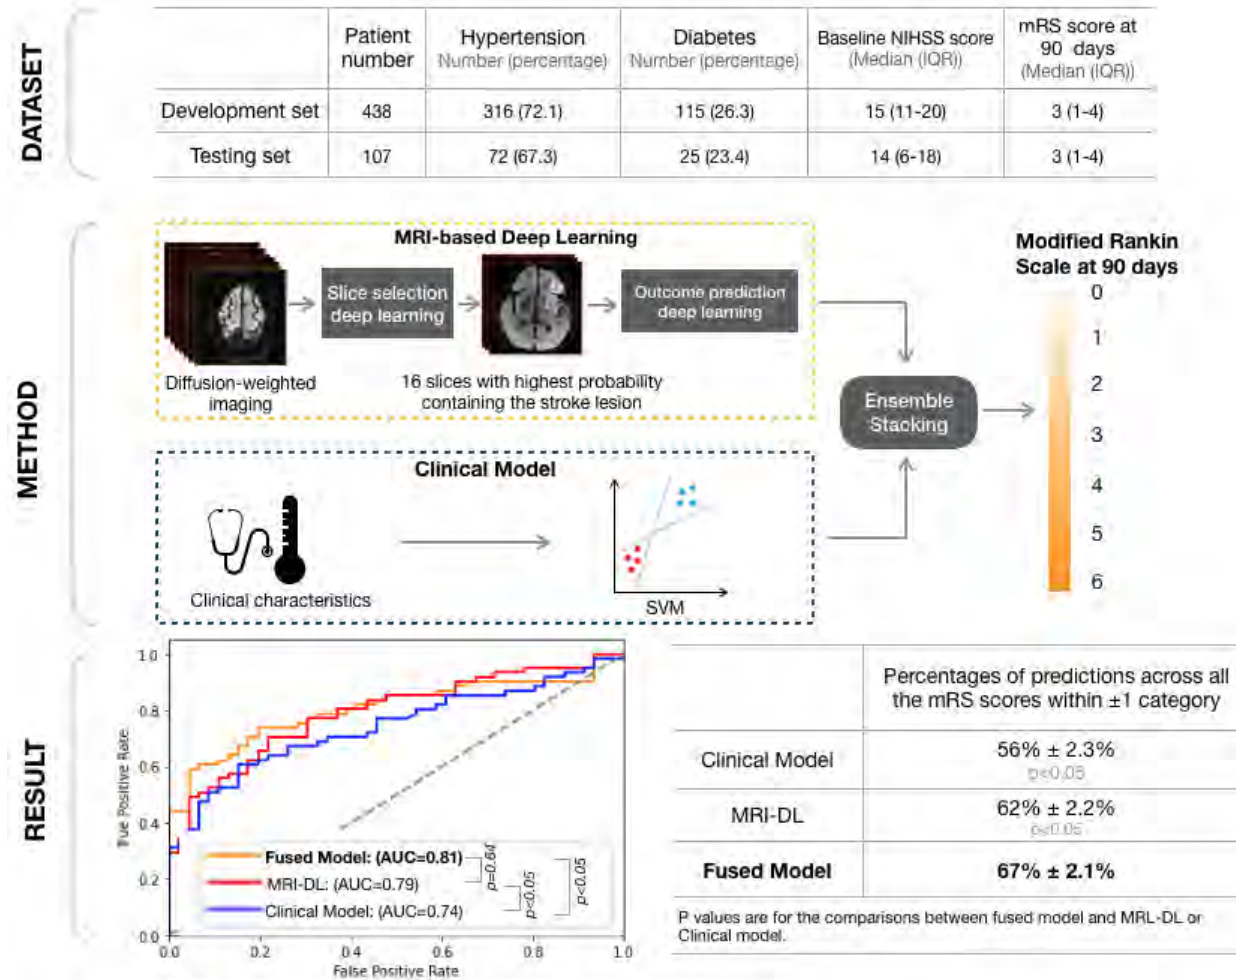 DATASET
Patient number
Hypertension
Number (percentage)
Diabetes
Number (percentage)
Baseline NIHSS score
(Median (IQR))
mRS score at
90 days
(Median (IQR))
Development set 438 316 (72.1) 115 (26.3) 15 (11-20) 3 (1-4)
Testing set 107 72 (67.3) 25 (23.4) 14 (6-18) 3 (1-4)
METHOD
MRI-based Deep Learning
Slice selection
deep learning
Outcome prediction
deep learning
Diffusion-weighted
imaging
16 slices with highest probability
containing the stroke lesion
Clinical Model
Clinical characteristics
SVM
Ensemble
Stacking
Modified Rankin
Scale at 90 days
0
1
2
3
4
5
6
RESULT
True Positive Rate
1.0
0.8
0.6
0.4
0.2
0.0
0.0 0.2 0.4 0.6 0.8 1.0
False Positive Rate
Fused Model: (AUC=0.81)
MRI-DL: (AUC=0.79)
Clinical Model: (AUC=0.74)
p=0.64
p<0.05
p<0.05
Percentages of predictions across all
the mRS scores within ±1 category
Clinical Model 56% ± 2.3%
p<0.05
MRI-DL 62% ± 2.2%
p<0.05
Fused Model 67% ± 2.1%
P values are for the comparisons between fused model and MRL-DL or
Clinical model.